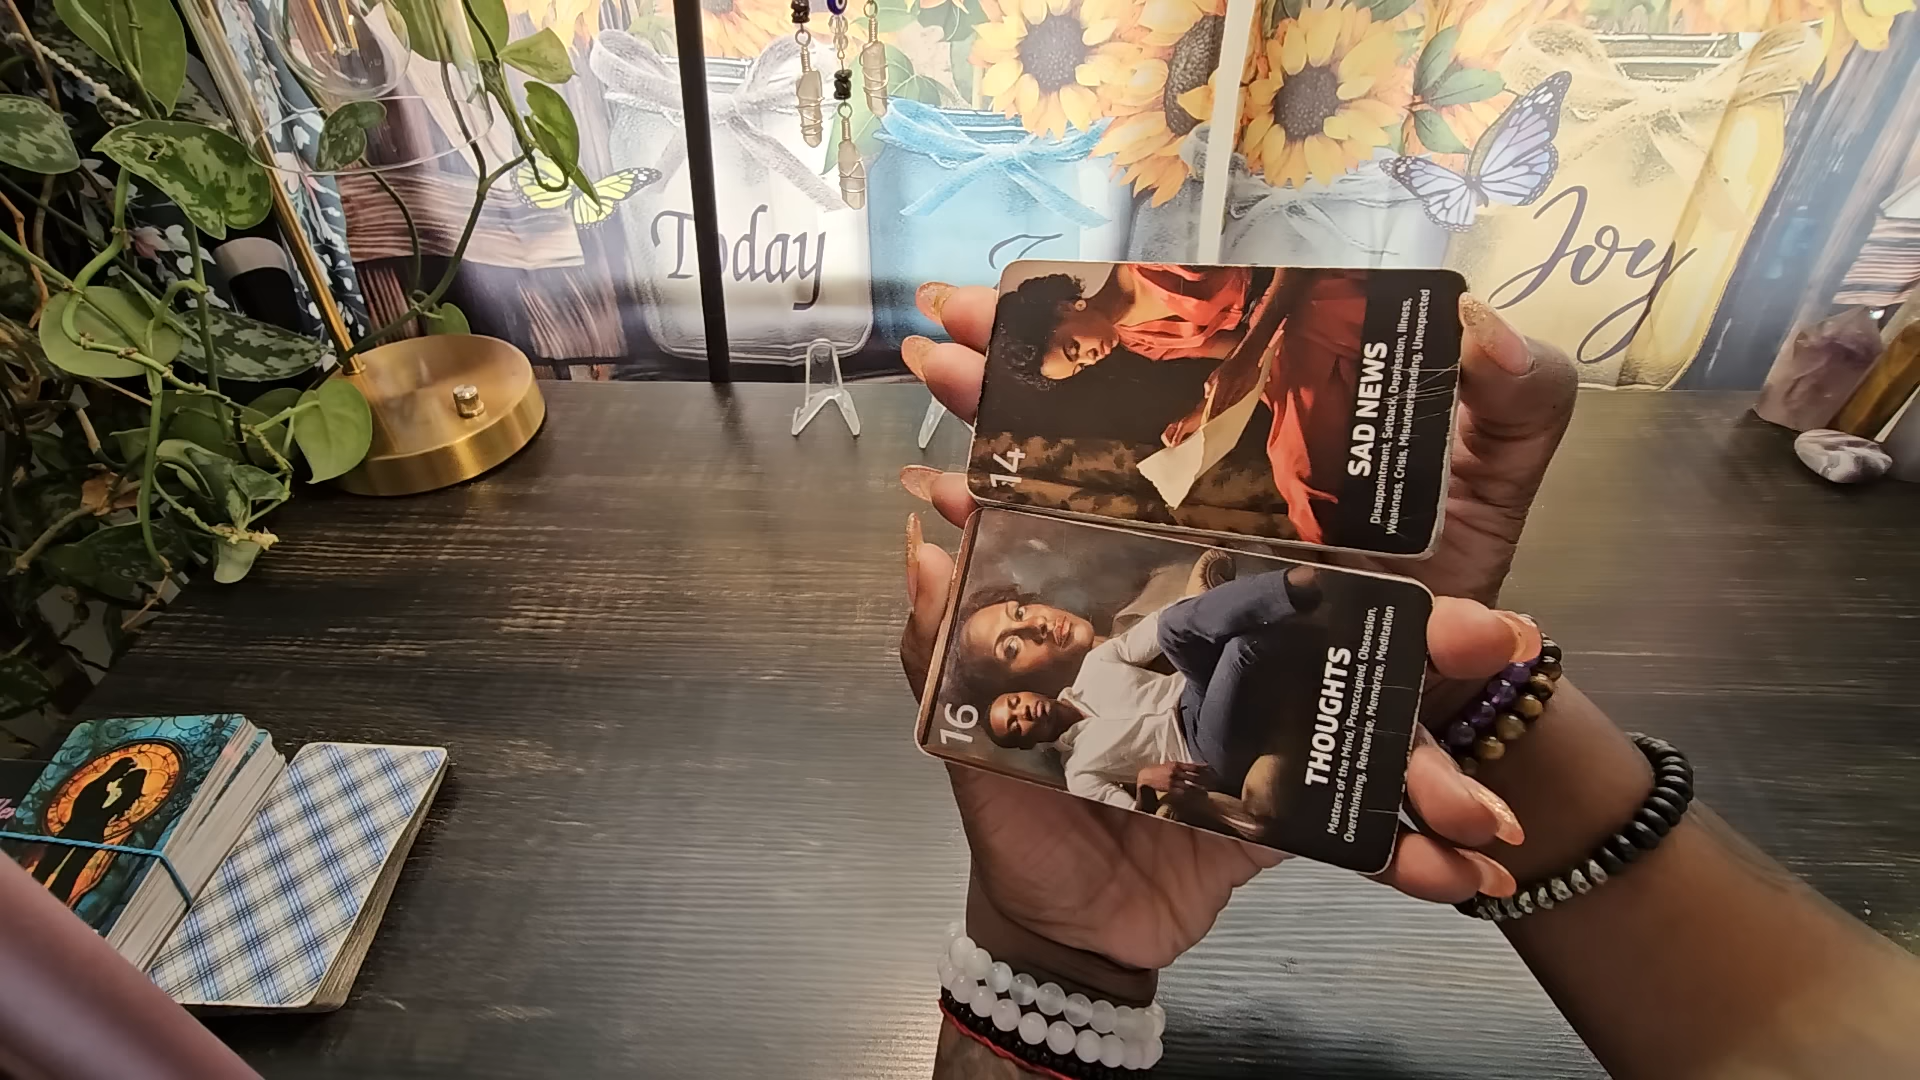 Today
I
Joy
14
SAD NEWS
Disappointment, Setback, Depression, Illness,
Weakness, Crisis, Misunderstanding, Unexpected
16
THOUGHTS
Matters of the Mind, Preoccupied, Obsession,
Overthinking, Rehearse, Memorize, Meditation